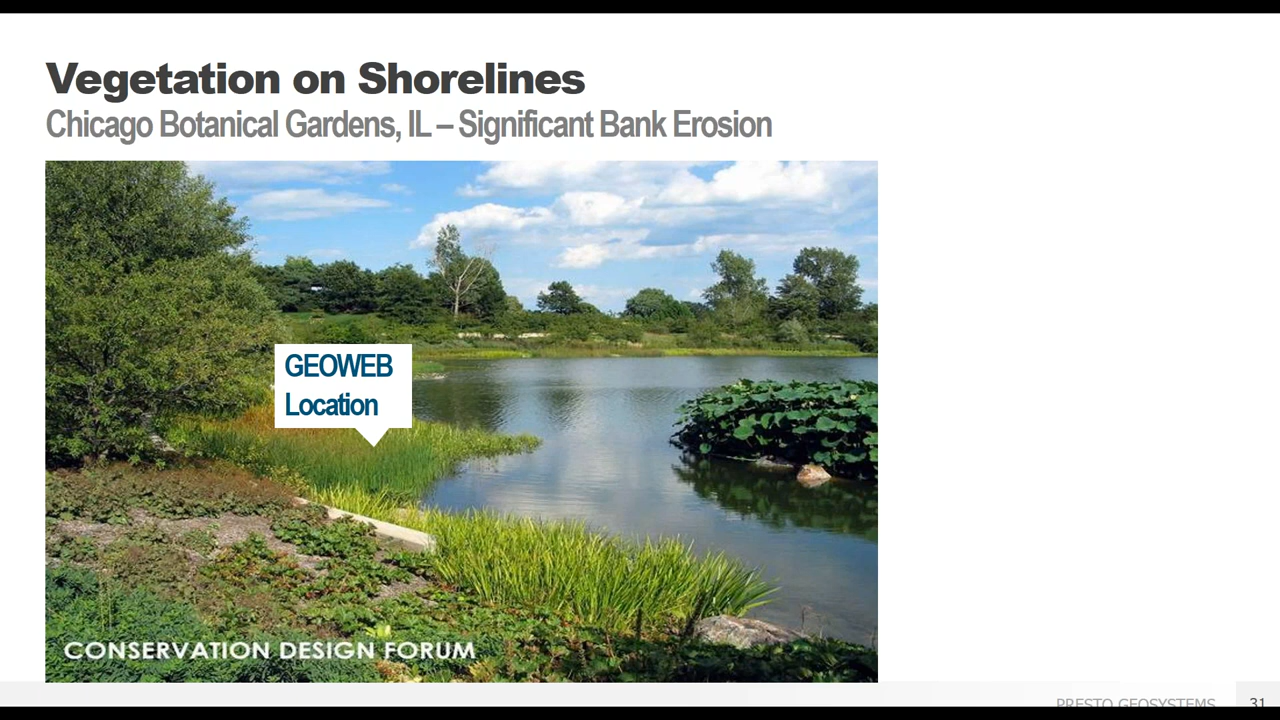 Vegetation on Shorelines
Chicago Botanical Gardens, IL – Significant Bank Erosion
GEOWEB
Location
CONSERVATION DESIGN FORUM
PRESTO GEOSYSTEMS
31